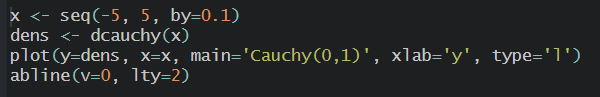 x <- seq(-5, 5, by=0.1)
dens <- dcauchy(x)
plot(y=dens, x=x, main='Cauchy(0,1)', xlab='y', type='l')
abline(v=0, lty=2)